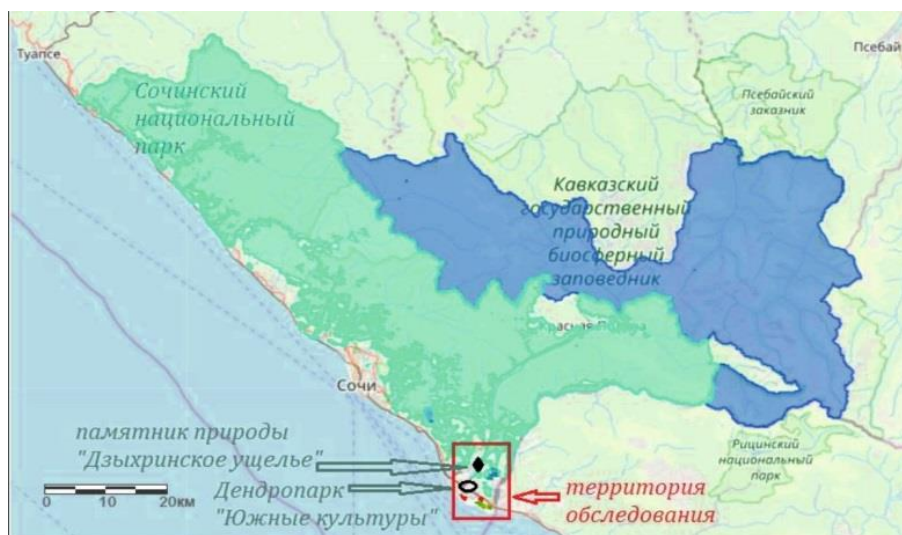 Туапсе
Псебай
Сочинский
национальный
парк
Псебайский
заказник
Кавказский
государственный
природный
биосферный
заповедник
Красная Поляна
Сочи
памятник природы
"Дзыхринское ущелье"
Рицинский
национальный
парк
Дендропарк
"Южные культуры"
территория
обследования
0 10 20км